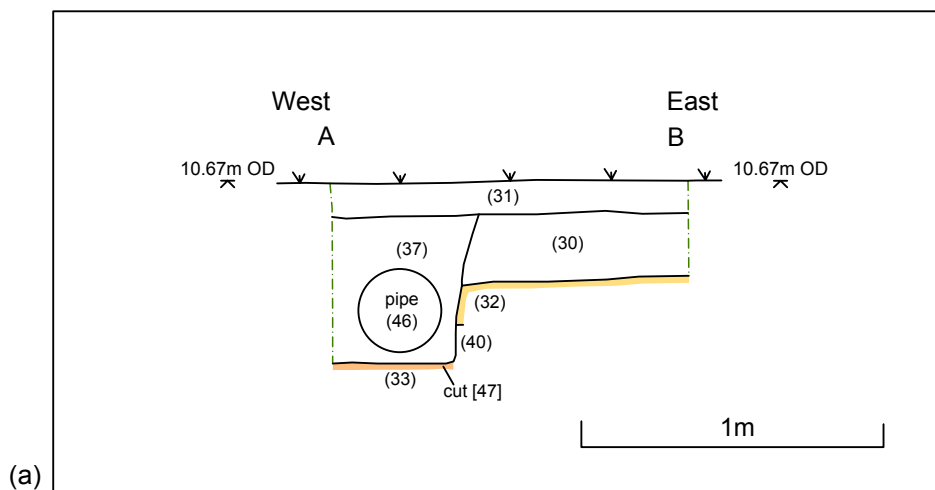 West
East
A
B
10.67m OD
10.67m OD
(31)
(37)
(30)
pipe
(46)
(32)
(40)
(33)
cut [47]
1m
(a)